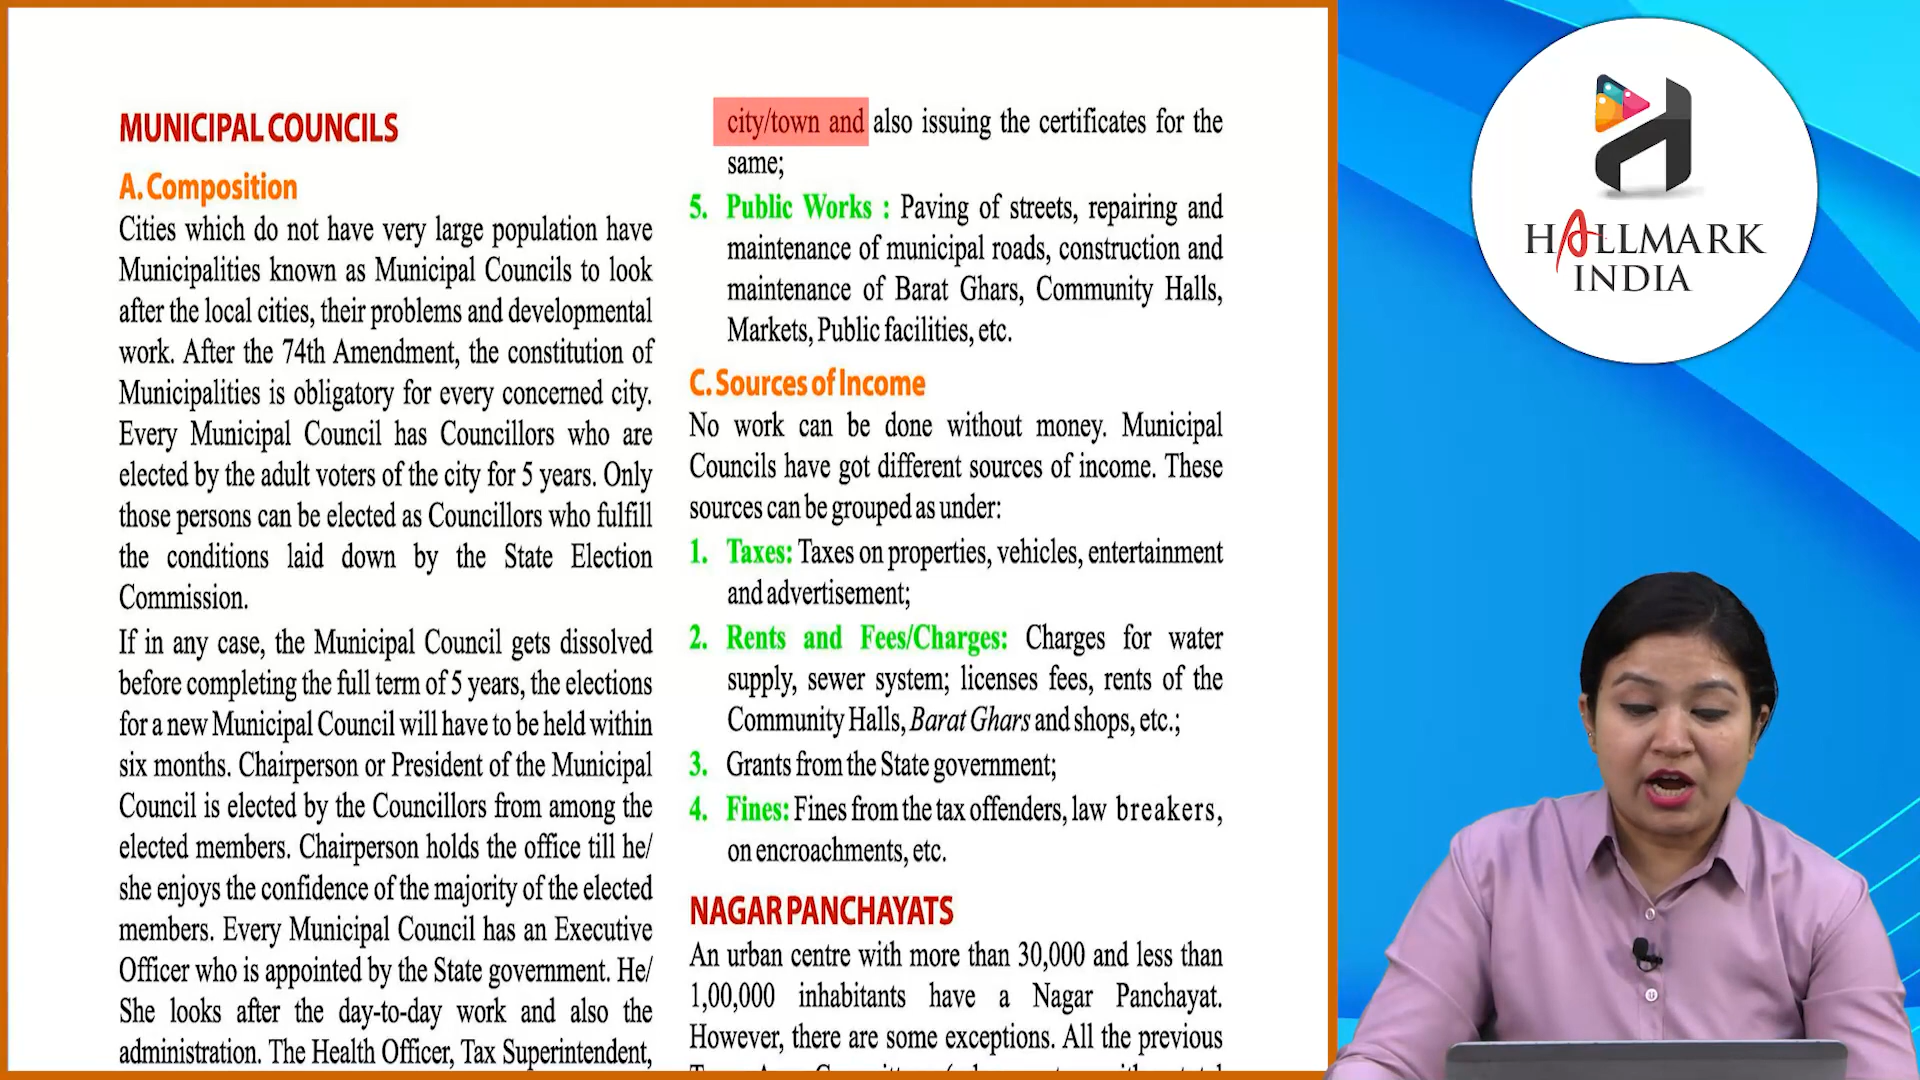 MUNICIPAL COUNCILS
A. Composition
Cities which do not have very large population have
Municipalities known as Municipal Councils to look
after the local cities, their problems and developmental
work. After the 74th Amendment, the constitution of
Municipalities is obligatory for every concerned city.
Every Municipal Council has Councillors who are
elected by the adult voters of the city for 5 years. Only
those persons can be elected as Councillors who fulfill
the conditions laid down by the State Election
Commission.
If in any case, the Municipal Council gets dissolved
before completing the full term of 5 years, the elections
for a new Municipal Council will have to be held within
six months. Chairperson or President of the Municipal
Council is elected by the Councillors from among the
elected members. Chairperson holds the office till he/
she enjoys the confidence of the majority of the elected
members. Every Municipal Council has an Executive
Officer who is appointed by the State government. He/
She looks after the day-to-day work and also the
administration. The Health Officer, Tax Superintendent,
city/town and also issuing the certificates for the
same;
5. Public Works : Paving of streets, repairing and
maintenance of municipal roads, construction and
maintenance of Barat Ghars, Community Halls,
Markets, Public facilities, etc.
C. Sources of Income
No work can be done without money. Municipal
Councils have got different sources of income. These
sources can be grouped as under:
1. Taxes: Taxes on properties, vehicles, entertainment
and advertisement;
2. Rents and Fees/Charges: Charges for water
supply, sewer system; licenses fees, rents of the
Community Halls, Barat Ghars and shops, etc.;
3. Grants from the State government;
4. Fines: Fines from the tax offenders, law breakers,
on encroachments, etc.
NAGAR PANCHAYATS
An urban centre with more than 30,000 and less than
1,00,000 inhabitants have a Nagar Panchayat.
However, there are some exceptions. All the previous
HALLMARK
INDIA